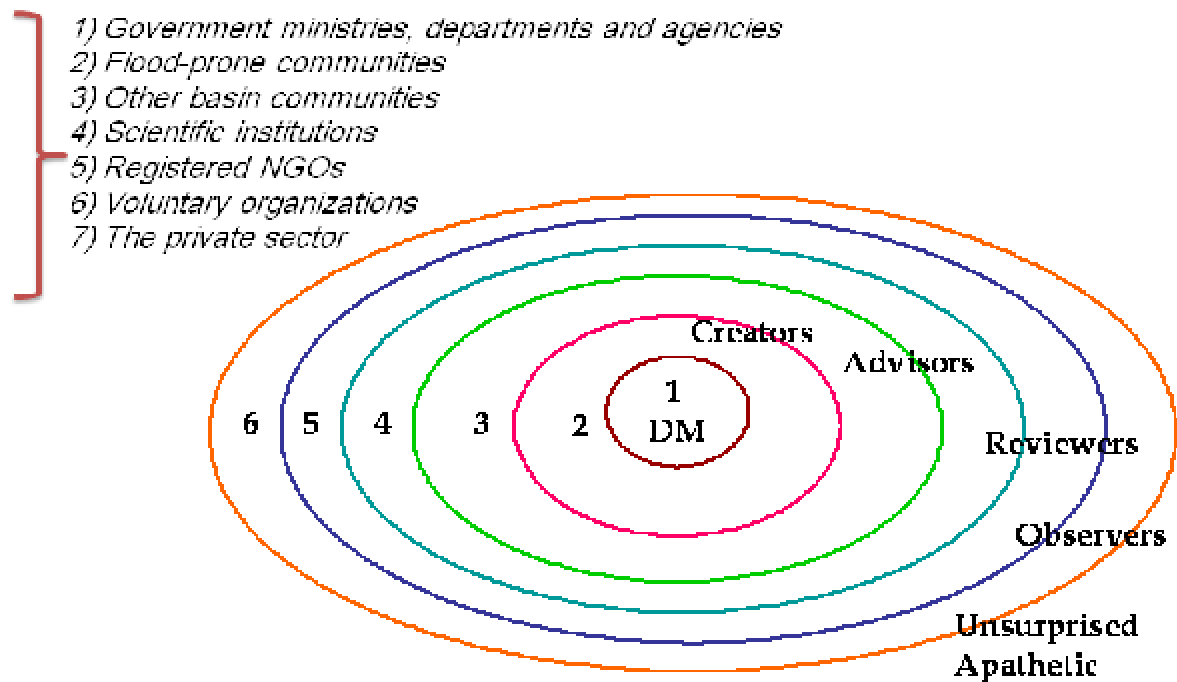 1) Government ministries, departments and agencies
2) Flood-prone communities
3) Other basin communities
4) Scientific institutions
5) Registered NGOs
6) Voluntary organizations
7) The private sector
Creators
Advisors
1
DM
6 5 4 3 2
Reviewers
Observers
Unsurprised
Apathetic